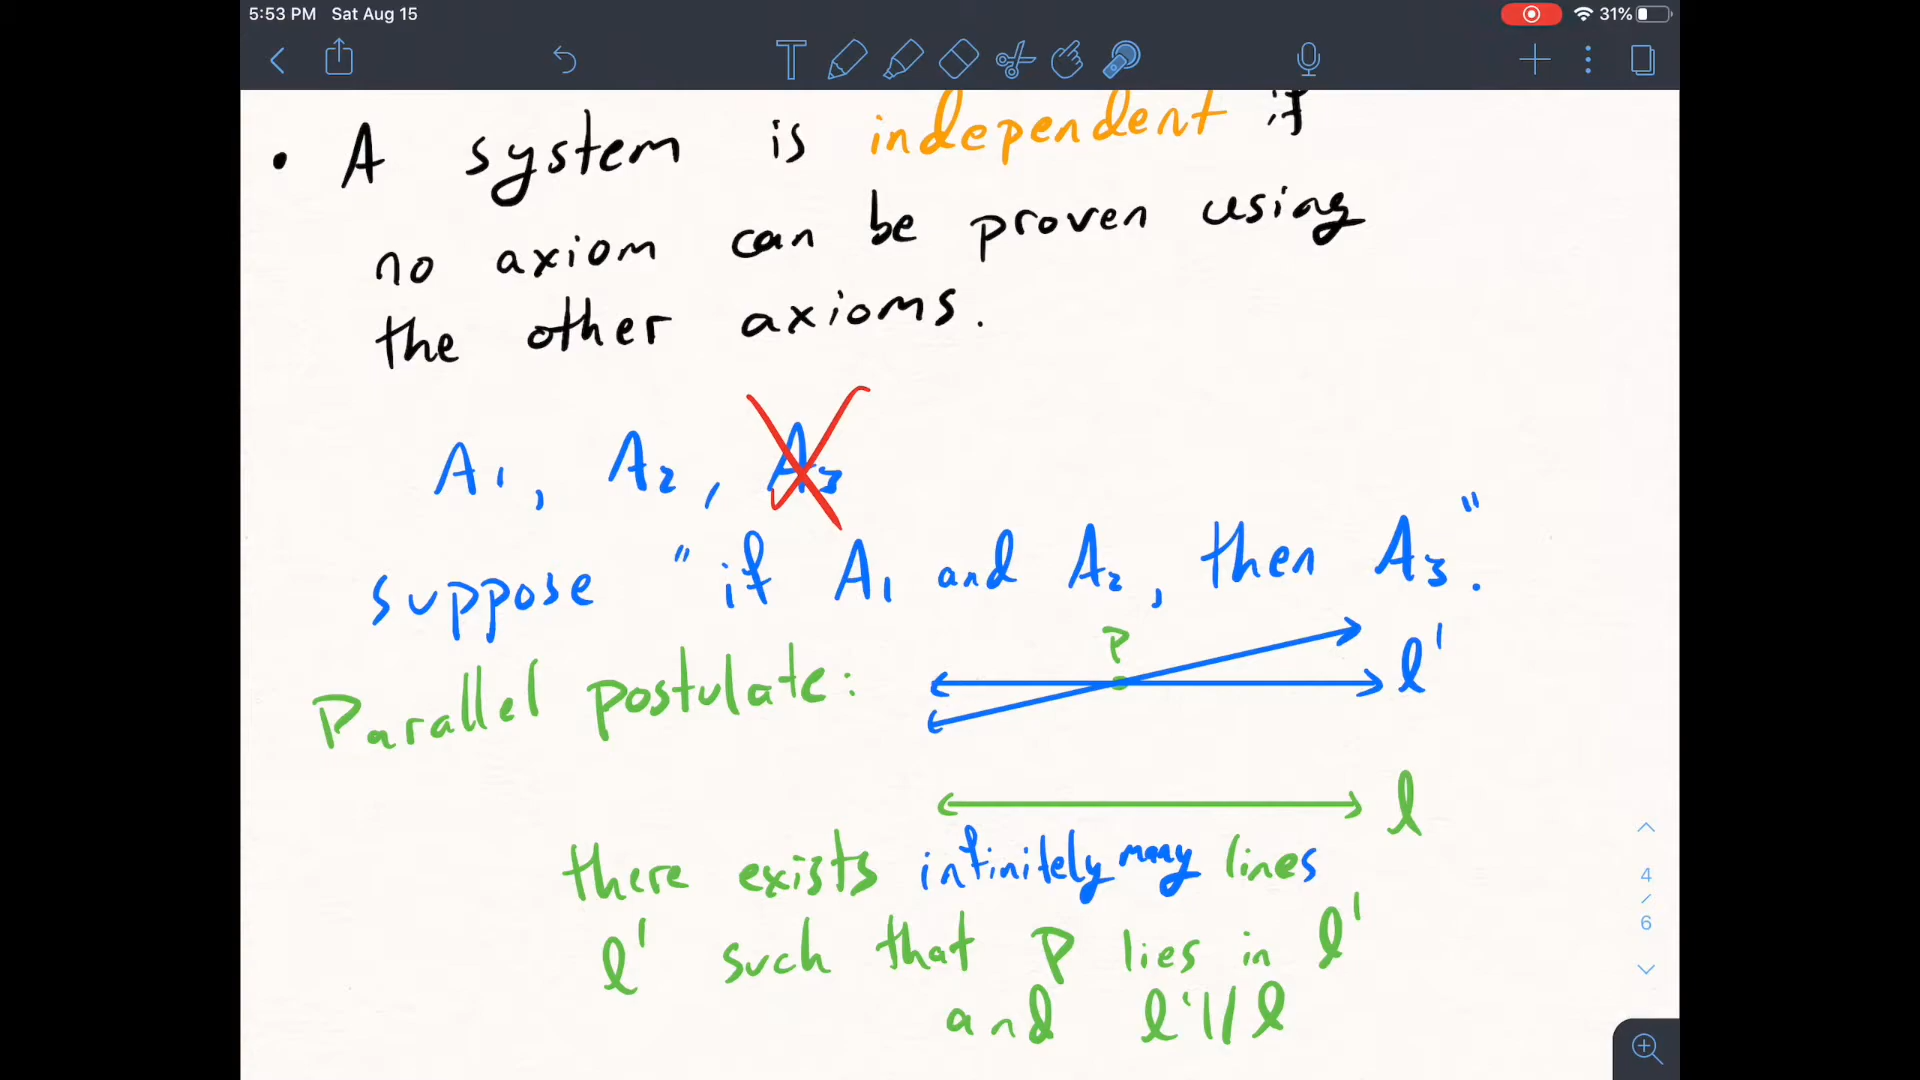 5:53 PM Sat Aug 15
31%
T
• A system is independent if
no axiom can be proven using
the other axioms.
A1, A2, A3
suppose "if A1 and A2, then A3".
P
l'
Parallel postulate:
l
there exists infinitely many lines
l' such that P lies in l'
and l' // l
4
/
6